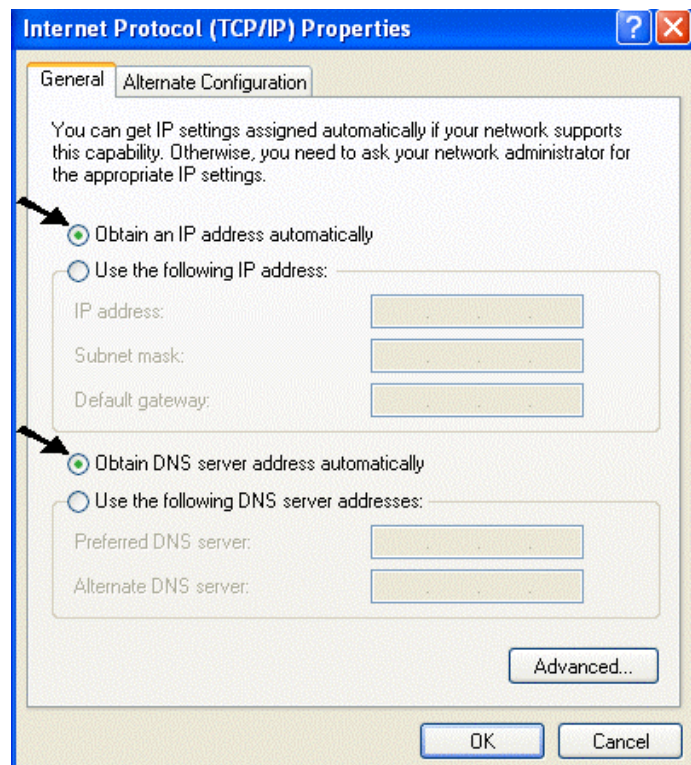 Internet Protocol (TCP/IP) Properties
General
Alternate Configuration
You can get IP settings assigned automatically if your network supports
this capability. Otherwise, you need to ask your network administrator for
the appropriate IP settings.
Obtain an IP address automatically
Use the following IP address:
IP address:
Subnet mask:
Default gateway:
Obtain DNS server address automatically
Use the following DNS server addresses:
Preferred DNS server:
Alternate DNS server:
Advanced...
OK
Cancel